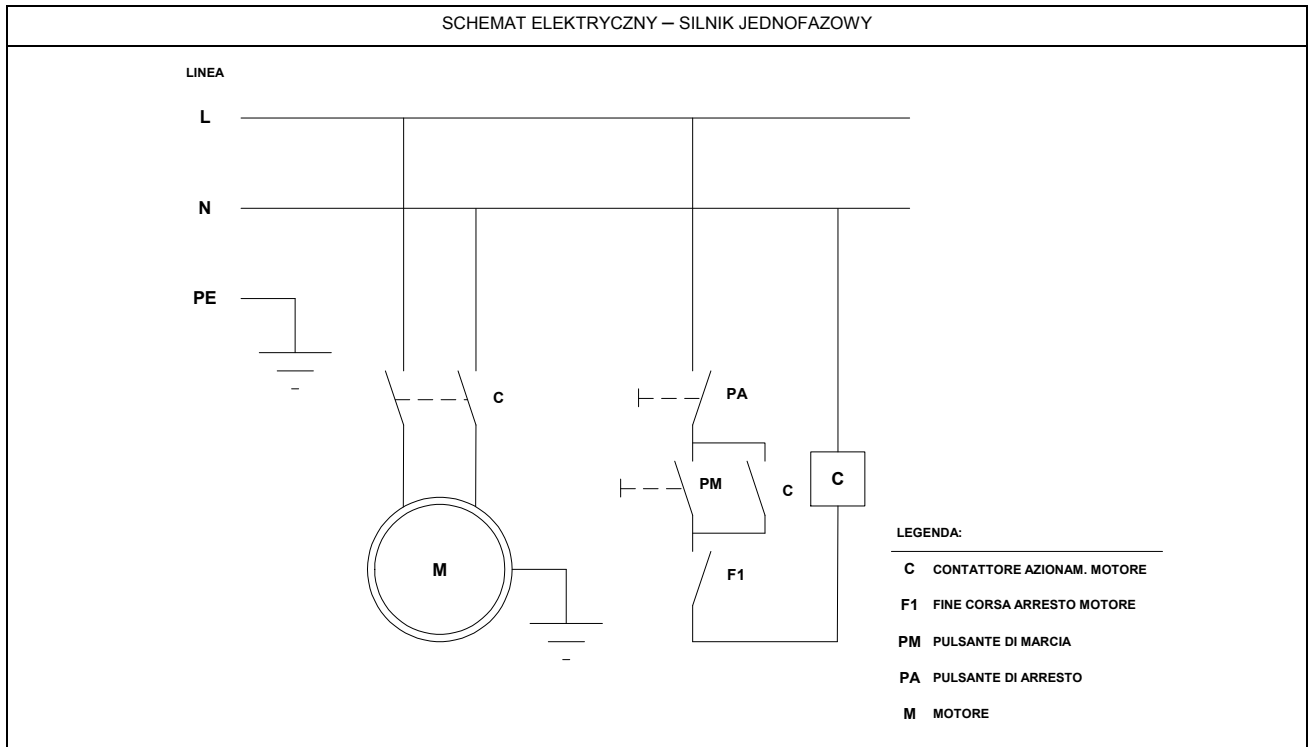 SCHEMAT ELEKTRYCZNY – SILNIK JEDNOFAZOWY
LINEA
L
N
PE
C
PA
PM
C
C
F1
M
LEGENDA:
C CONTATTORE AZIONAM. MOTORE
F1 FINE CORSA ARRESTO MOTORE
PM PULSANTE DI MARCIA
PA PULSANTE DI ARRESTO
M MOTORE